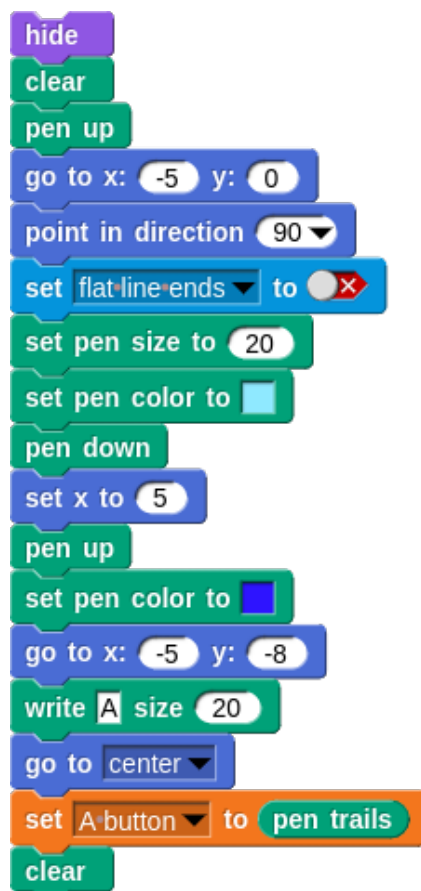 hide
clear
pen up
go to x: -5 y: 0
point in direction 90
set flat line ends to
set pen size to 20
set pen color to
pen down
set x to 5
pen up
set pen color to
go to x: -5 y: -8
write A size 20
go to center
set A button to pen trails
clear